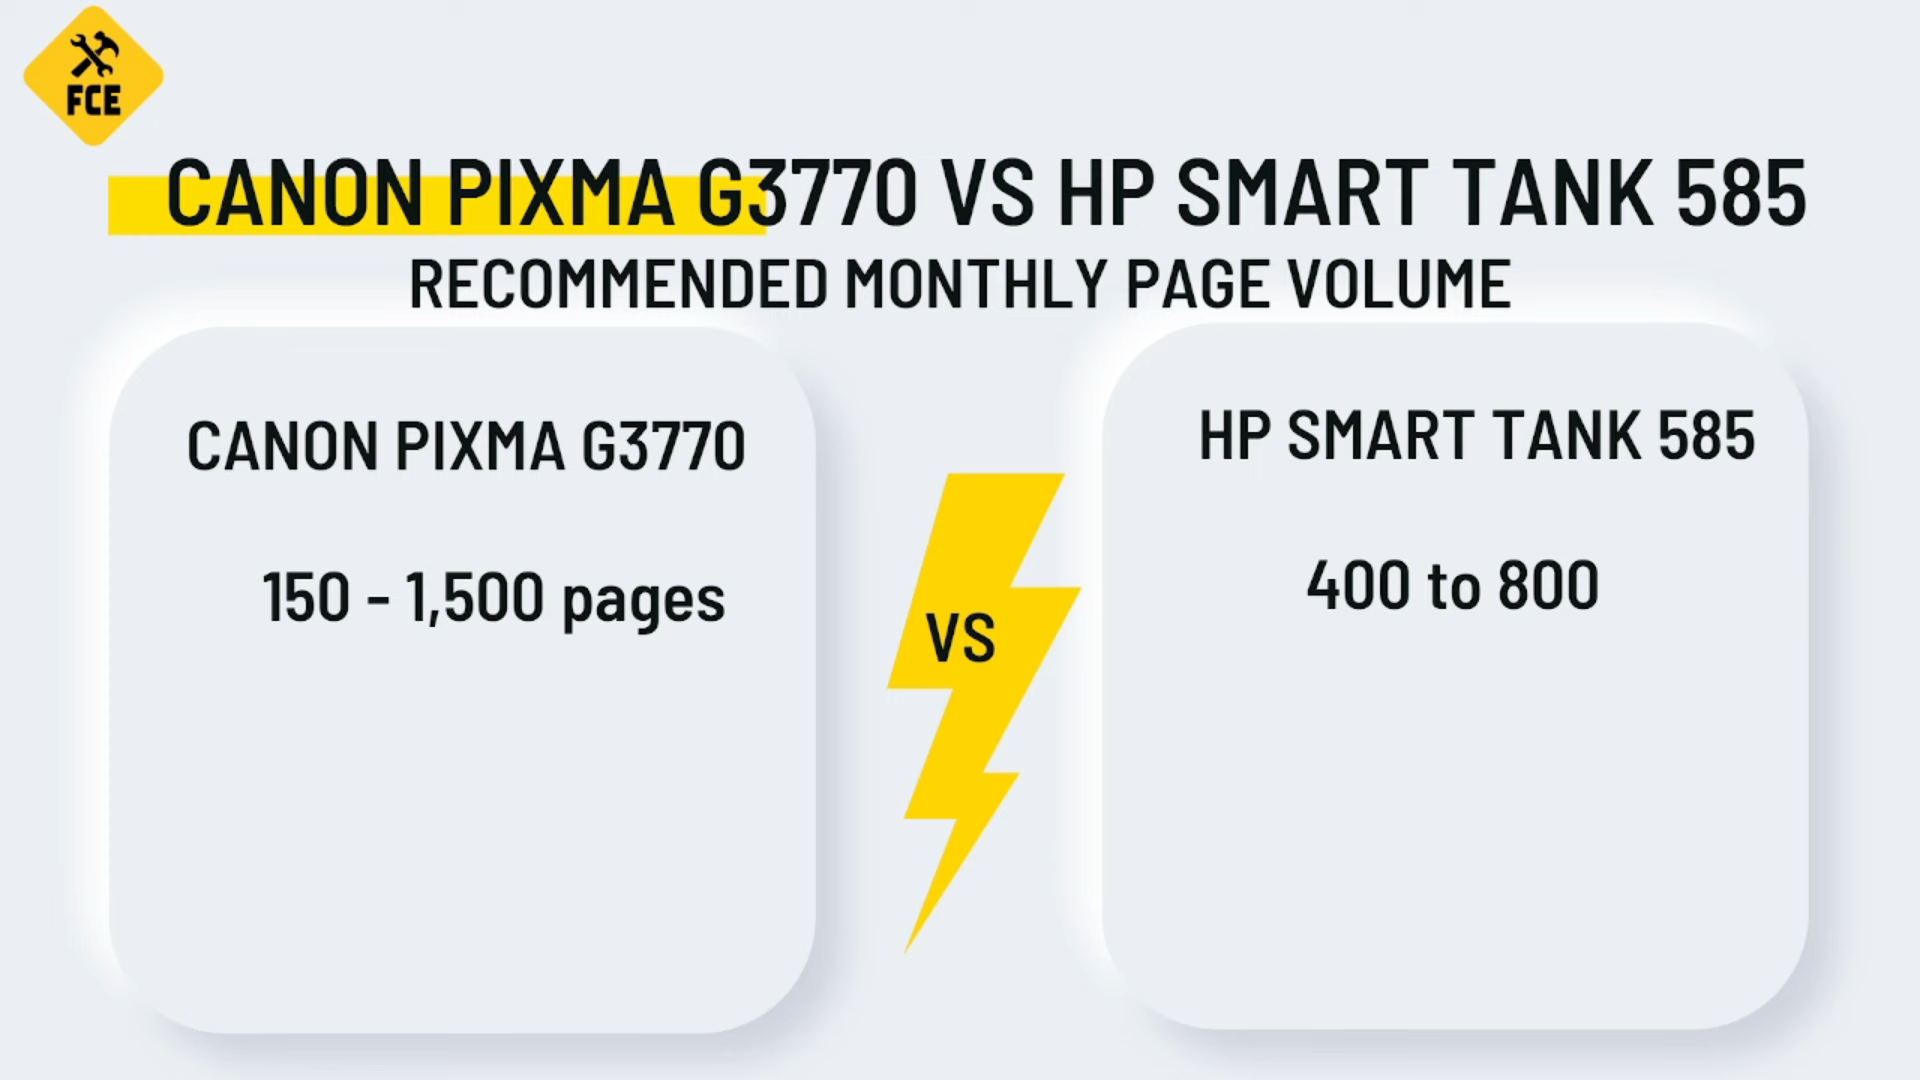 FCE
CANON PIXMA G3770 VS HP SMART TANK 585
RECOMMENDED MONTHLY PAGE VOLUME
CANON PIXMA G3770
150 - 1,500 pages
VS
HP SMART TANK 585
400 to 800